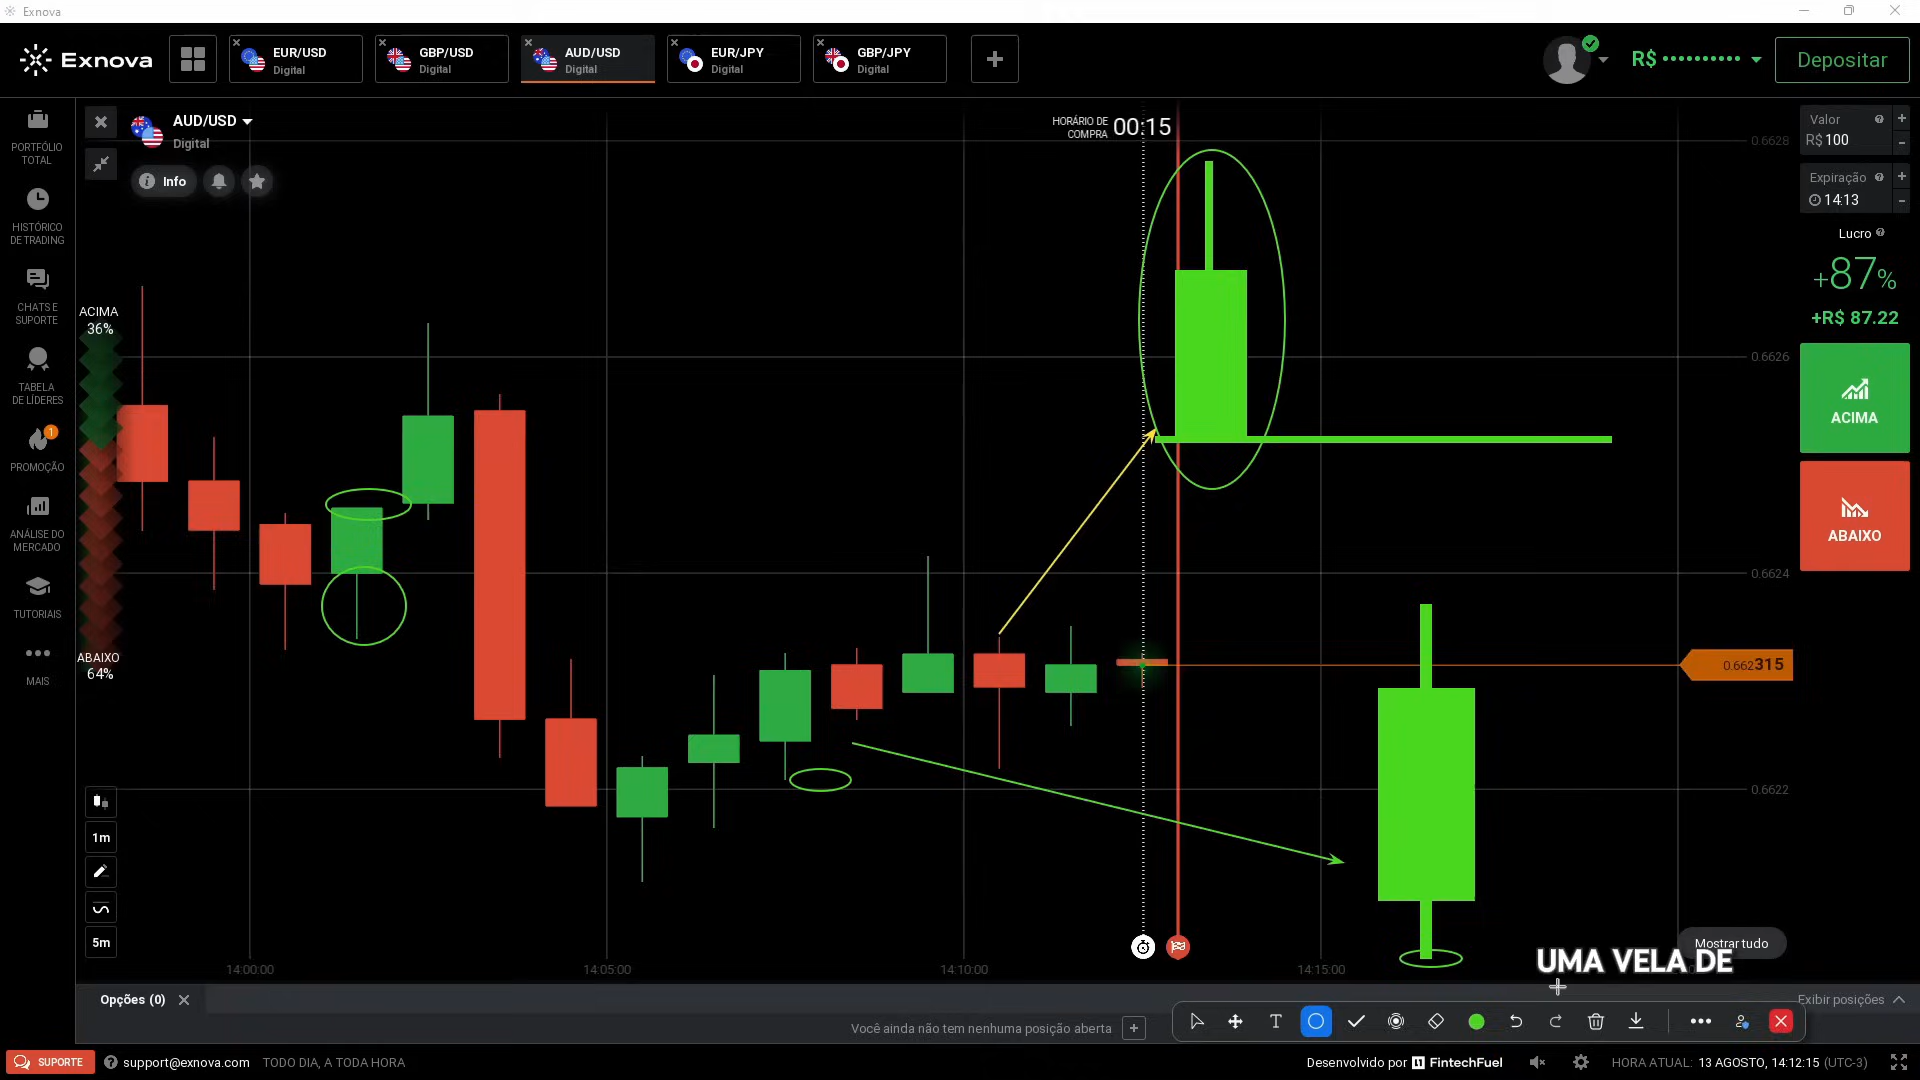 Exnova
Exnova
EUR/USD
Digital
GBP/USD
Digital
AUD/USD
Digital
EUR/JPY
Digital
GBP/JPY
Digital
R$ ••••••••••
Depositar
PORTFÓLIO
TOTAL
HISTÓRICO
DE TRADING
CHATS E
SUPORTE
TABELA
DE LÍDERES
1
PROMOÇÃO
ANÁLISE DO
MERCADO
TUTORIAIS
MAIS
AUD/USD
Digital
Info
HORÁRIO DE
COMPRA
00:15
ACIMA
36%
ABAIXO
64%
0.6628
0.6626
0.6624
0.662315
0.6622
Valor
R$ 100
Expiração
14:13
Lucro
+87%
+R$ 87.22
ACIMA
ABAIXO
1m
5m
14:00:00
14:05:00
14:10:00
14:15:00
Mostrar tudo
UMA VELA DE
Opções (0)
Exibir posições
Você ainda não tem nenhuma posição aberta
T
SUPORTE
support@exnova.com
TODO DIA, A TODA HORA
Desenvolvido por FintechFuel
HORA ATUAL: 13 AGOSTO, 14:12:15 (UTC-3)